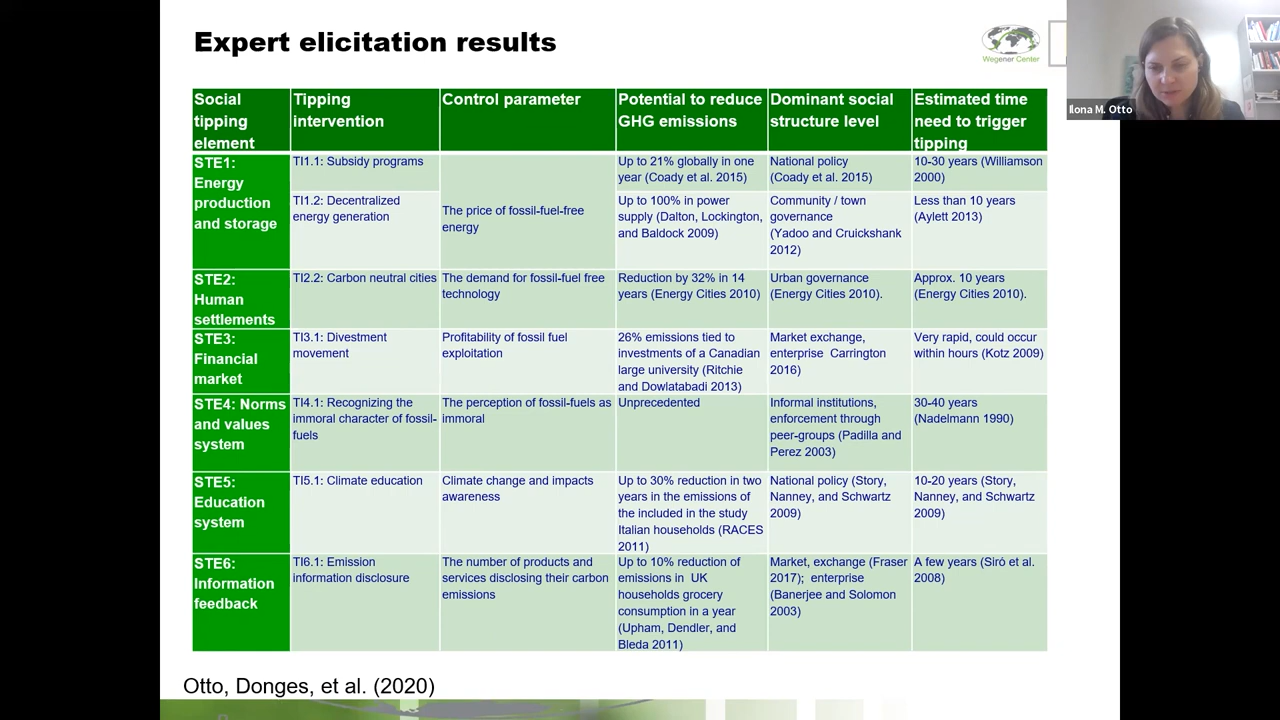 Expert elicitation results
Wegener Center
Ilona M. Otto
Social tipping element
Tipping intervention
Control parameter
Potential to reduce GHG emissions
Dominant social structure level
Estimated time need to trigger tipping
STE1: Energy production and storage
TI1.1: Subsidy programs
The price of fossil-fuel-free energy
Up to 21% globally in one year (Coady et al. 2015)
National policy (Coady et al. 2015)
10-30 years (Williamson 2000)
TI1.2: Decentralized energy generation
Up to 100% in power supply (Dalton, Lockington, and Baldock 2009)
Community / town governance (Yadoo and Cruickshank 2012)
Less than 10 years (Aylett 2013)
STE2: Human settlements
TI2.2: Carbon neutral cities
The demand for fossil-fuel free technology
Reduction by 32% in 14 years (Energy Cities 2010)
Urban governance (Energy Cities 2010).
Approx. 10 years (Energy Cities 2010).
STE3: Financial market
TI3.1: Divestment movement
Profitability of fossil fuel exploitation
26% emissions tied to investments of a Canadian large university (Ritchie and Dowlatabadi 2013)
Market exchange, enterprise Carrington 2016)
Very rapid, could occur within hours (Kotz 2009)
STE4: Norms and values system
TI4.1: Recognizing the immoral character of fossil-fuels
The perception of fossil-fuels as immoral
Unprecedented
Informal institutions, enforcement through peer-groups (Padilla and Perez 2003)
30-40 years (Nadelmann 1990)
STE5: Education system
TI5.1: Climate education
Climate change and impacts awareness
Up to 30% reduction in two years in the emissions of the included in the study Italian households (RACES 2011)
National policy (Story, Nanney, and Schwartz 2009)
10-20 years (Story, Nanney, and Schwartz 2009)
STE6: Information feedback
TI6.1: Emission information disclosure
The number of products and services disclosing their carbon emissions
Up to 10% reduction of emissions in UK households grocery consumption in a year (Upham, Dendler, and Bleda 2011)
Market, exchange (Fraser 2017); enterprise (Banerjee and Solomon 2003)
A few years (Siró et al. 2008)
Otto, Donges, et al. (2020)